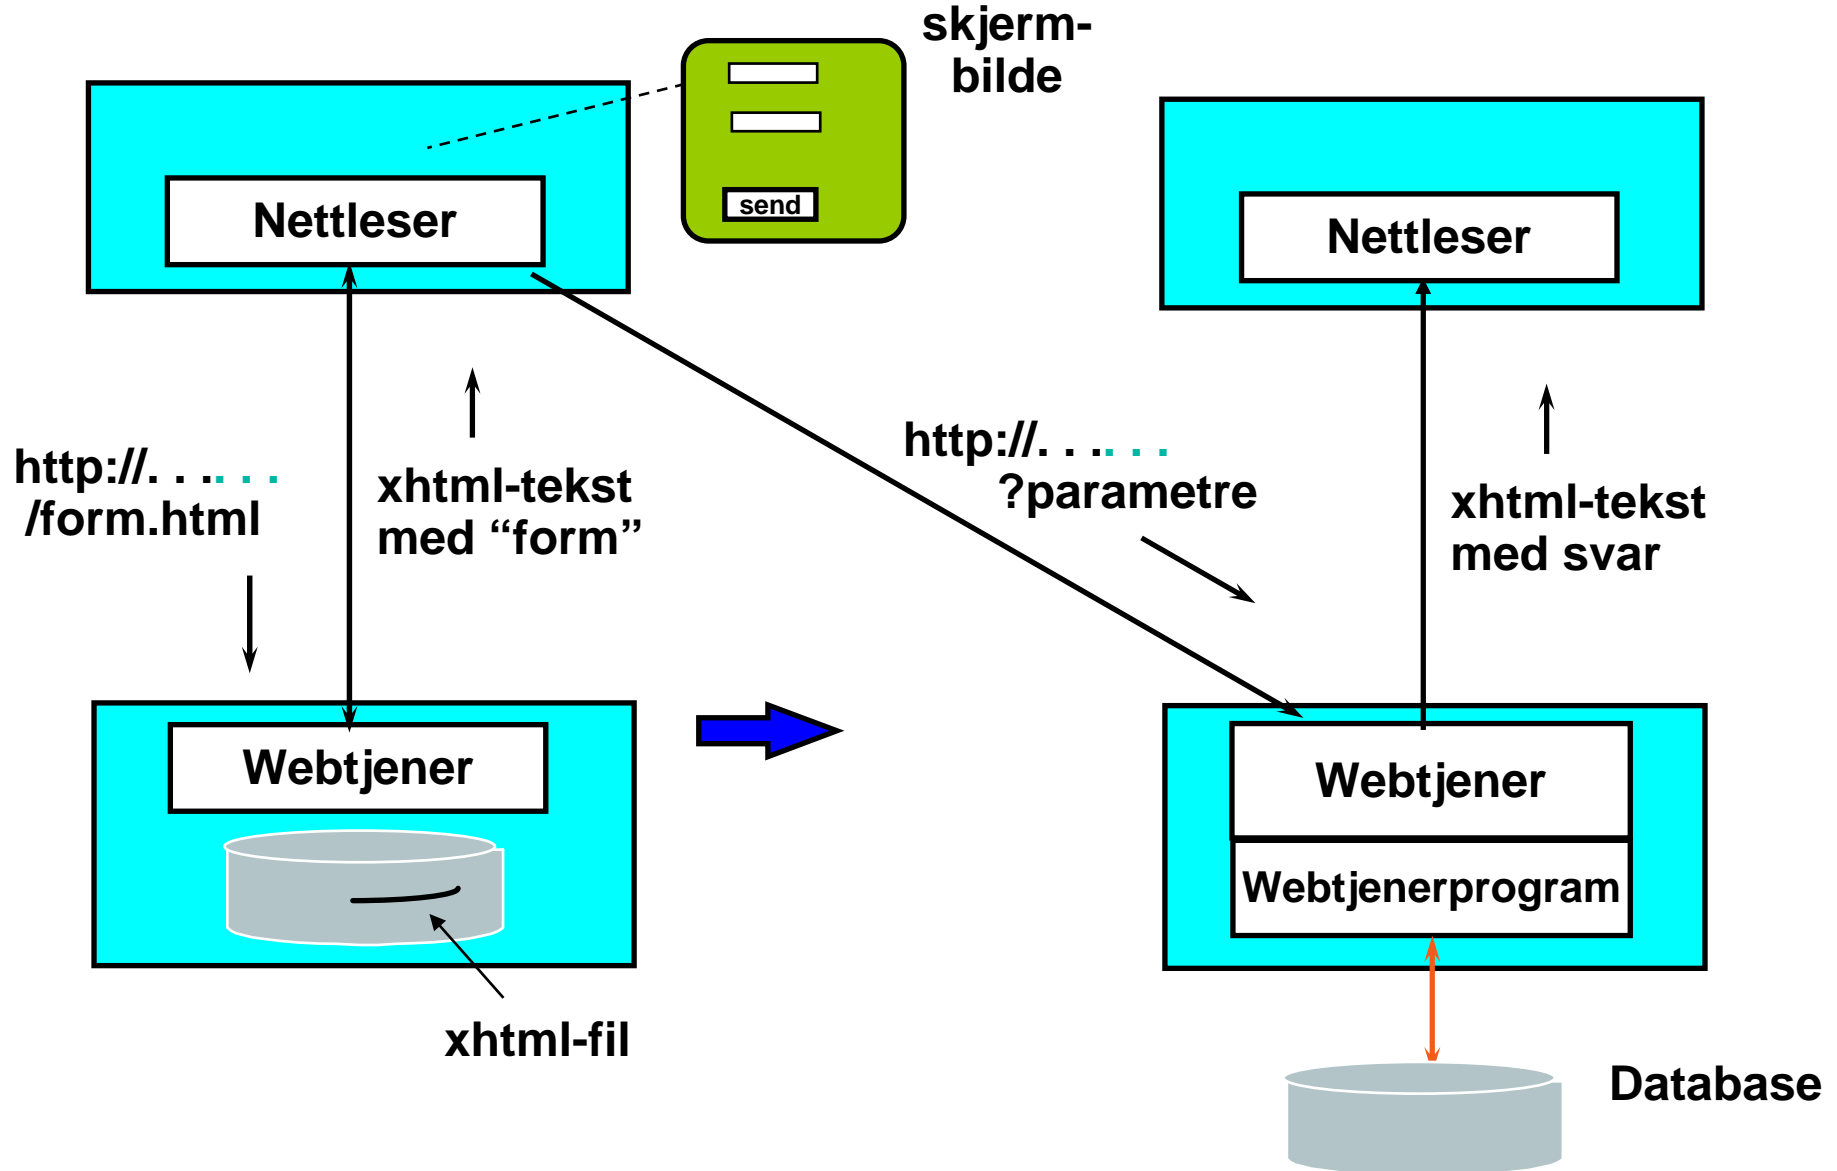 skjerm-
bilde
send
Nettleser
Nettleser
http://. . .. . .
/form.html
xhtml-tekst
med “form”
http://. . .. . .
?parametre
xhtml-tekst
med svar
Webtjener
Webtjener
Webtjenerprogram
xhtml-fil
Database